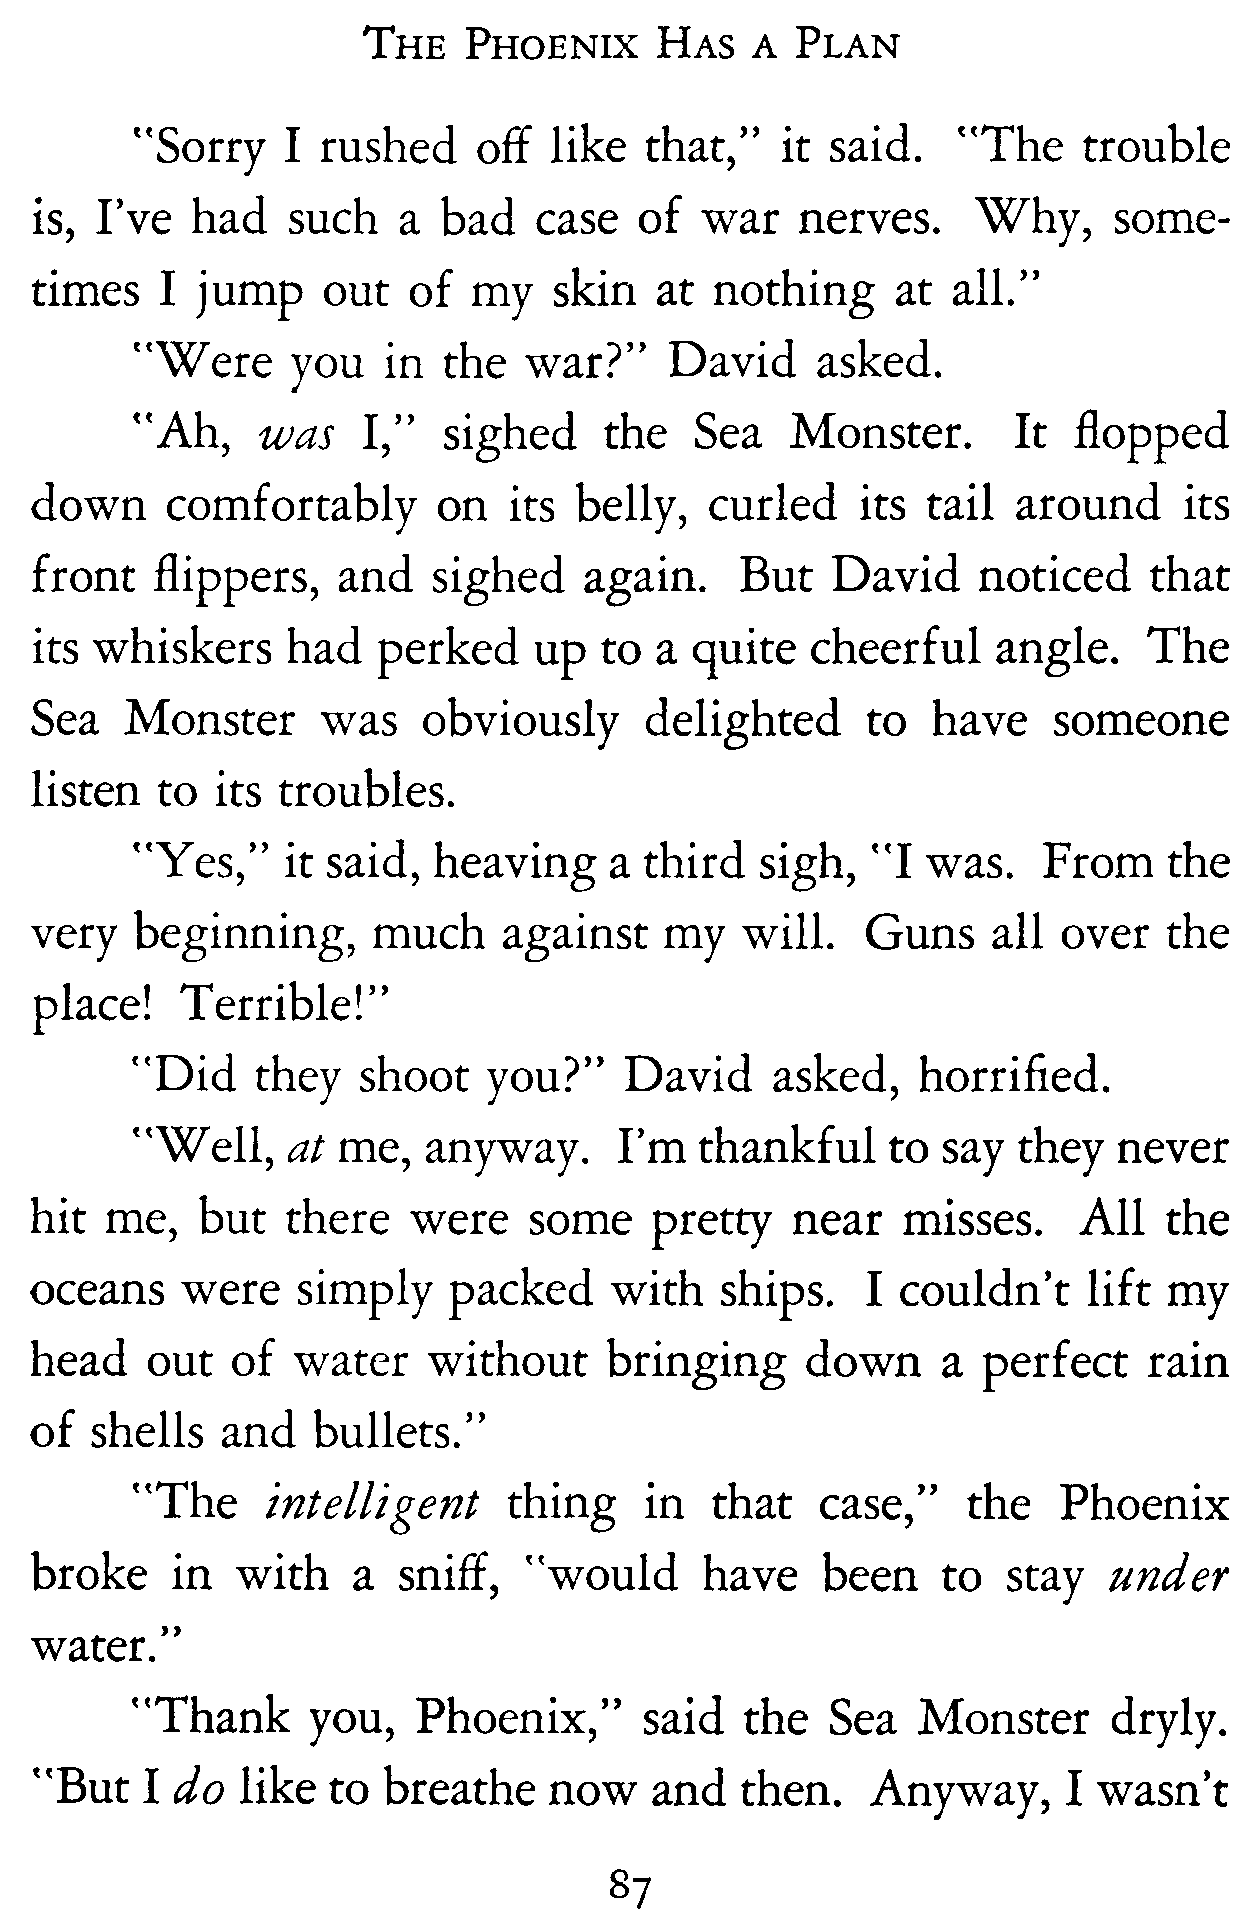 THE PHOENIX HAS A PLAN
"Sorry I rushed off like that," it said. "The trouble
is, I've had such a bad case of war nerves. Why, some-
times I jump out of my skin at nothing at all."
"Were you in the war?" David asked.
"Ah, was I," sighed the Sea Monster. It flopped
down comfortably on its belly, curled its tail around its
front flippers, and sighed again. But David noticed that
its whiskers had perked up to a quite cheerful angle. The
Sea Monster was obviously delighted to have someone
listen to its troubles.
"Yes," it said, heaving a third sigh, "I was. From the
very beginning, much against my will. Guns all over the
place! Terrible!"
"Did they shoot you?" David asked, horrified.
"Well, at me, anyway. I'm thankful to say they never
hit me, but there were some pretty near misses. All the
oceans were simply packed with ships. I couldn't lift my
head out of water without bringing down a perfect rain
of shells and bullets."
"The intelligent thing in that case," the Phoenix
broke in with a sniff, "would have been to stay under
water."
"Thank you, Phoenix," said the Sea Monster dryly.
"But I do like to breathe now and then. Anyway, I wasn't
87